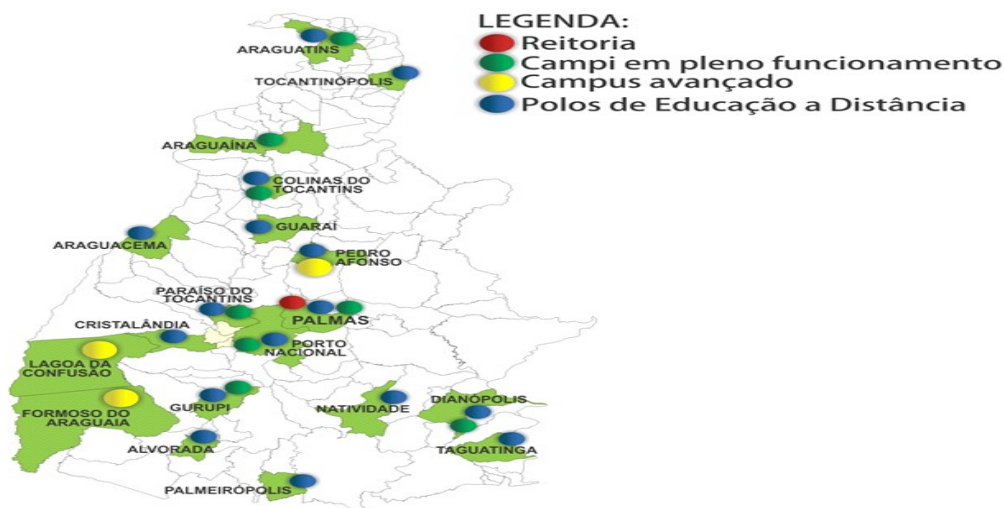 LEGENDA:
Reitoria
Campi em pleno funcionamento
Campus avançado
Polos de Educação a Distância
ARAGUATINS
TOCANTINÓPOLIS
ARAGUAÍNA
COLINAS DO
TOCANTINS
GUARAÍ
ARAGUACEMA
PEDRO
AFONSO
PARAÍSO DO
TOCANTINS
PALMAS
CRISTALÂNDIA
PORTO
NACIONAL
LAGOA DA
CONFUSÃO
FORMOSO DO
ARAGUAIA
GURUPI
NATIVIDADE
DIANÓPOLIS
ALVORADA
TAGUATINGA
PALMEIRÓPOLIS